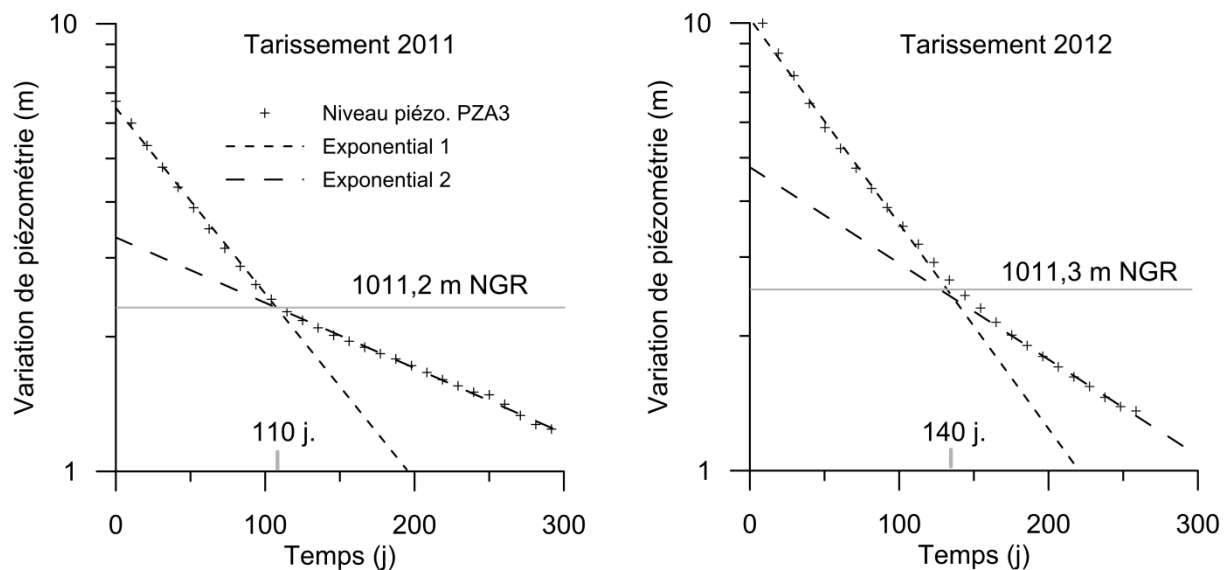 Tarissement 2011
Variation de piézométrie (m)
10
1
Niveau piézo. PZA3
Exponential 1
Exponential 2
1011,2 m NGR
110 j.
0
100
200
300
Temps (j)
Tarissement 2012
Variation de piézométrie (m)
10
1
1011,3 m NGR
140 j.
0
100
200
300
Temps (j)